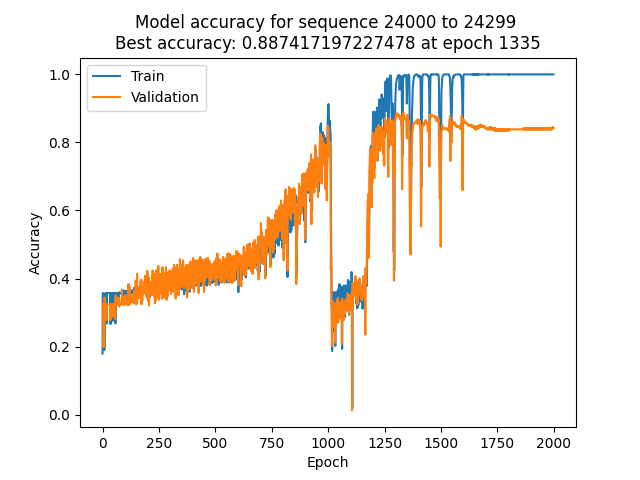 Model accuracy for sequence 24000 to 24299
Best accuracy: 0.887417197227478 at epoch 1335
Train
Validation
1.0
0.8
0.6
0.4
0.2
0.0
Accuracy
0
250
500
750
1000
1250
1500
1750
2000
Epoch